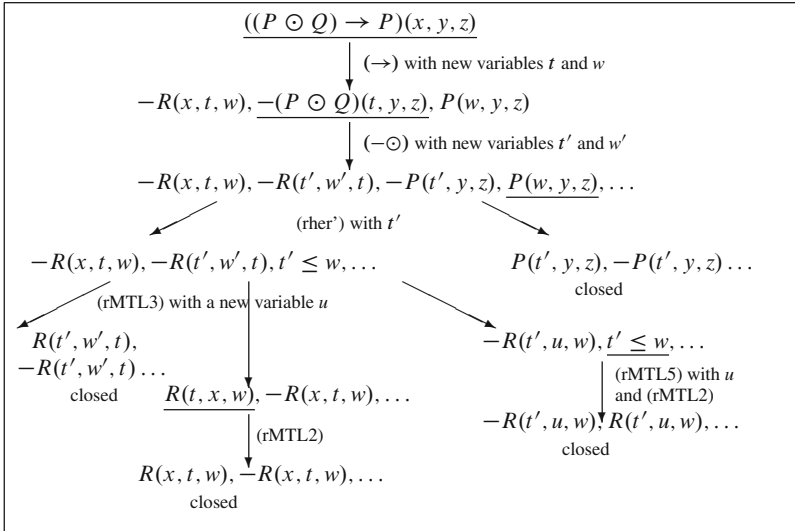 ((P ⊙ Q) → P)(x, y, z)
(→) with new variables t and w
−R(x, t, w), −(P ⊙ Q)(t, y, z), P(w, y, z)
(−⊙) with new variables t′ and w′
−R(x, t, w), −R(t′, w′, t), −P(t′, y, z), P(w, y, z), …
(rher') with t′
−R(x, t, w), −R(t′, w′, t), t′ ≤ w, …
P(t′, y, z), −P(t′, y, z) …
closed
(rMTL3) with a new variable u
R(t′, w′, t),
−R(t′, w′, t) …
closed
R(t, x, w), −R(x, t, w), …
−R(t′, u, w), t′ ≤ w, …
(rMTL5) with u
and (rMTL2)
(rMTL2)
−R(t′, u, w), R(t′, u, w), …
closed
R(x, t, w), −R(x, t, w), …
closed